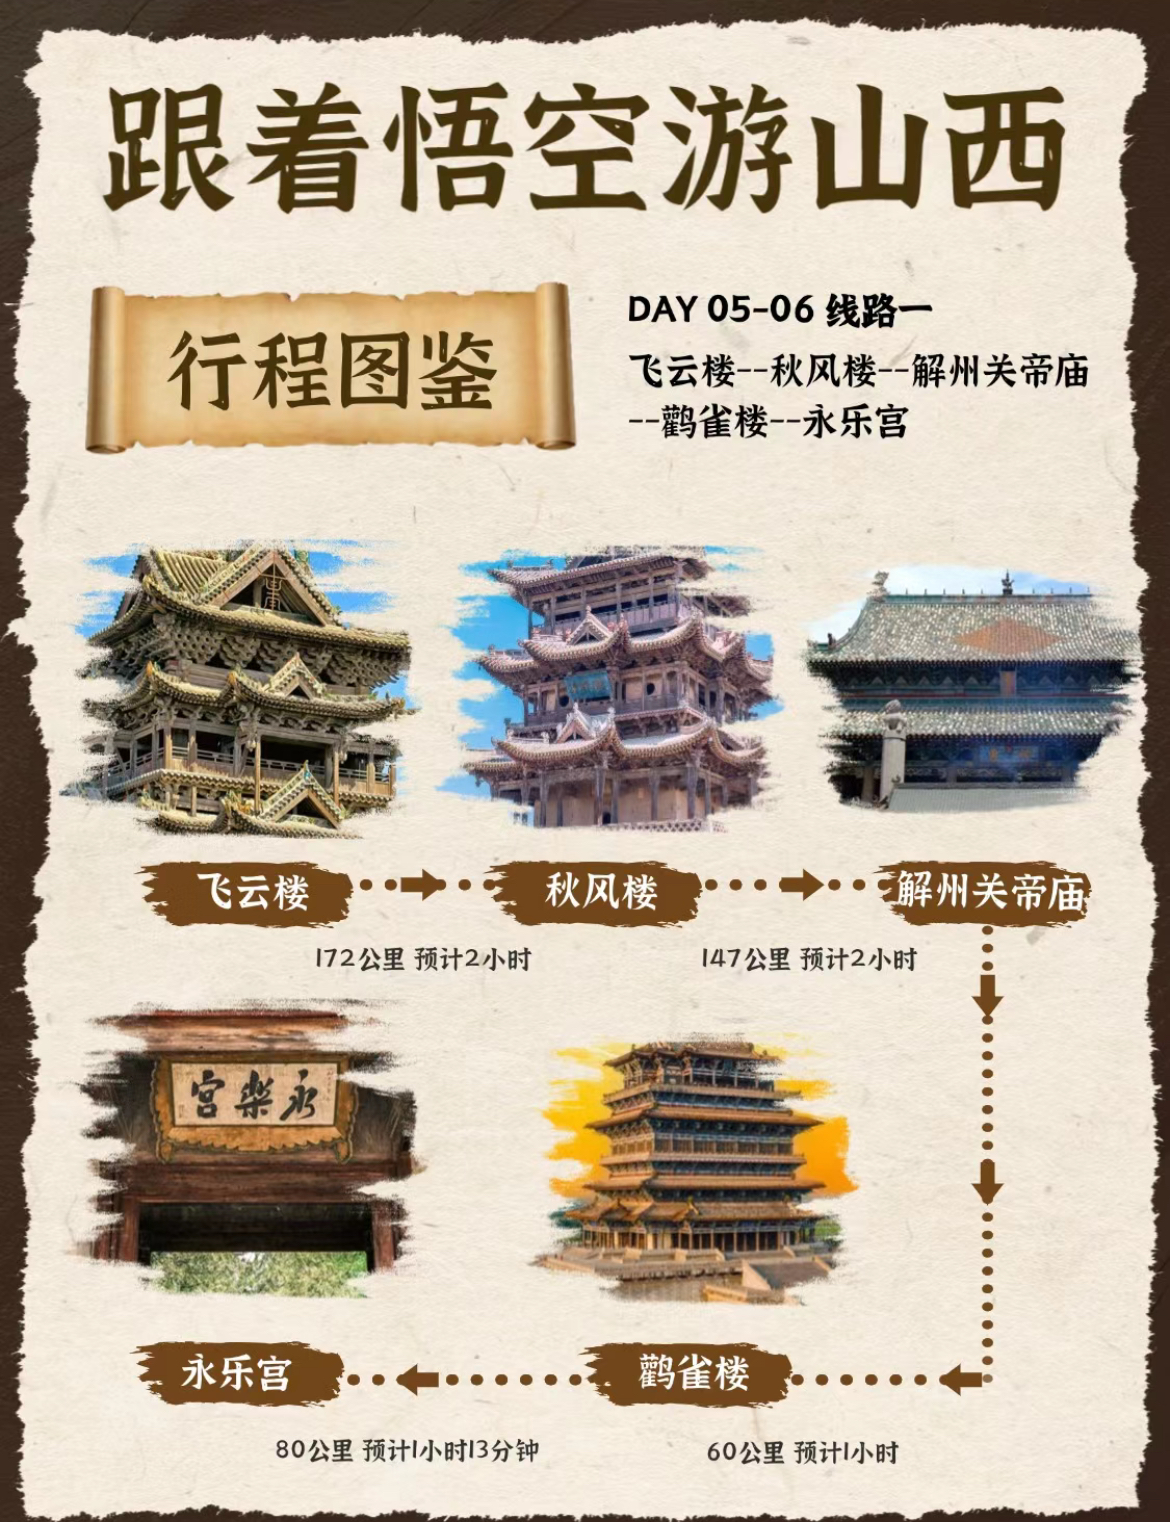 跟着悟空游山西
行程图鉴
DAY 05-06 线路一
飞云楼--秋风楼--解州关帝庙
--鹳雀楼--永乐宫
飞云楼
秋风楼
解州关帝庙
172公里 预计2小时
147公里 预计2小时
宫樂永
永乐宫
鹳雀楼
80公里 预计1小时13分钟
60公里 预计1小时